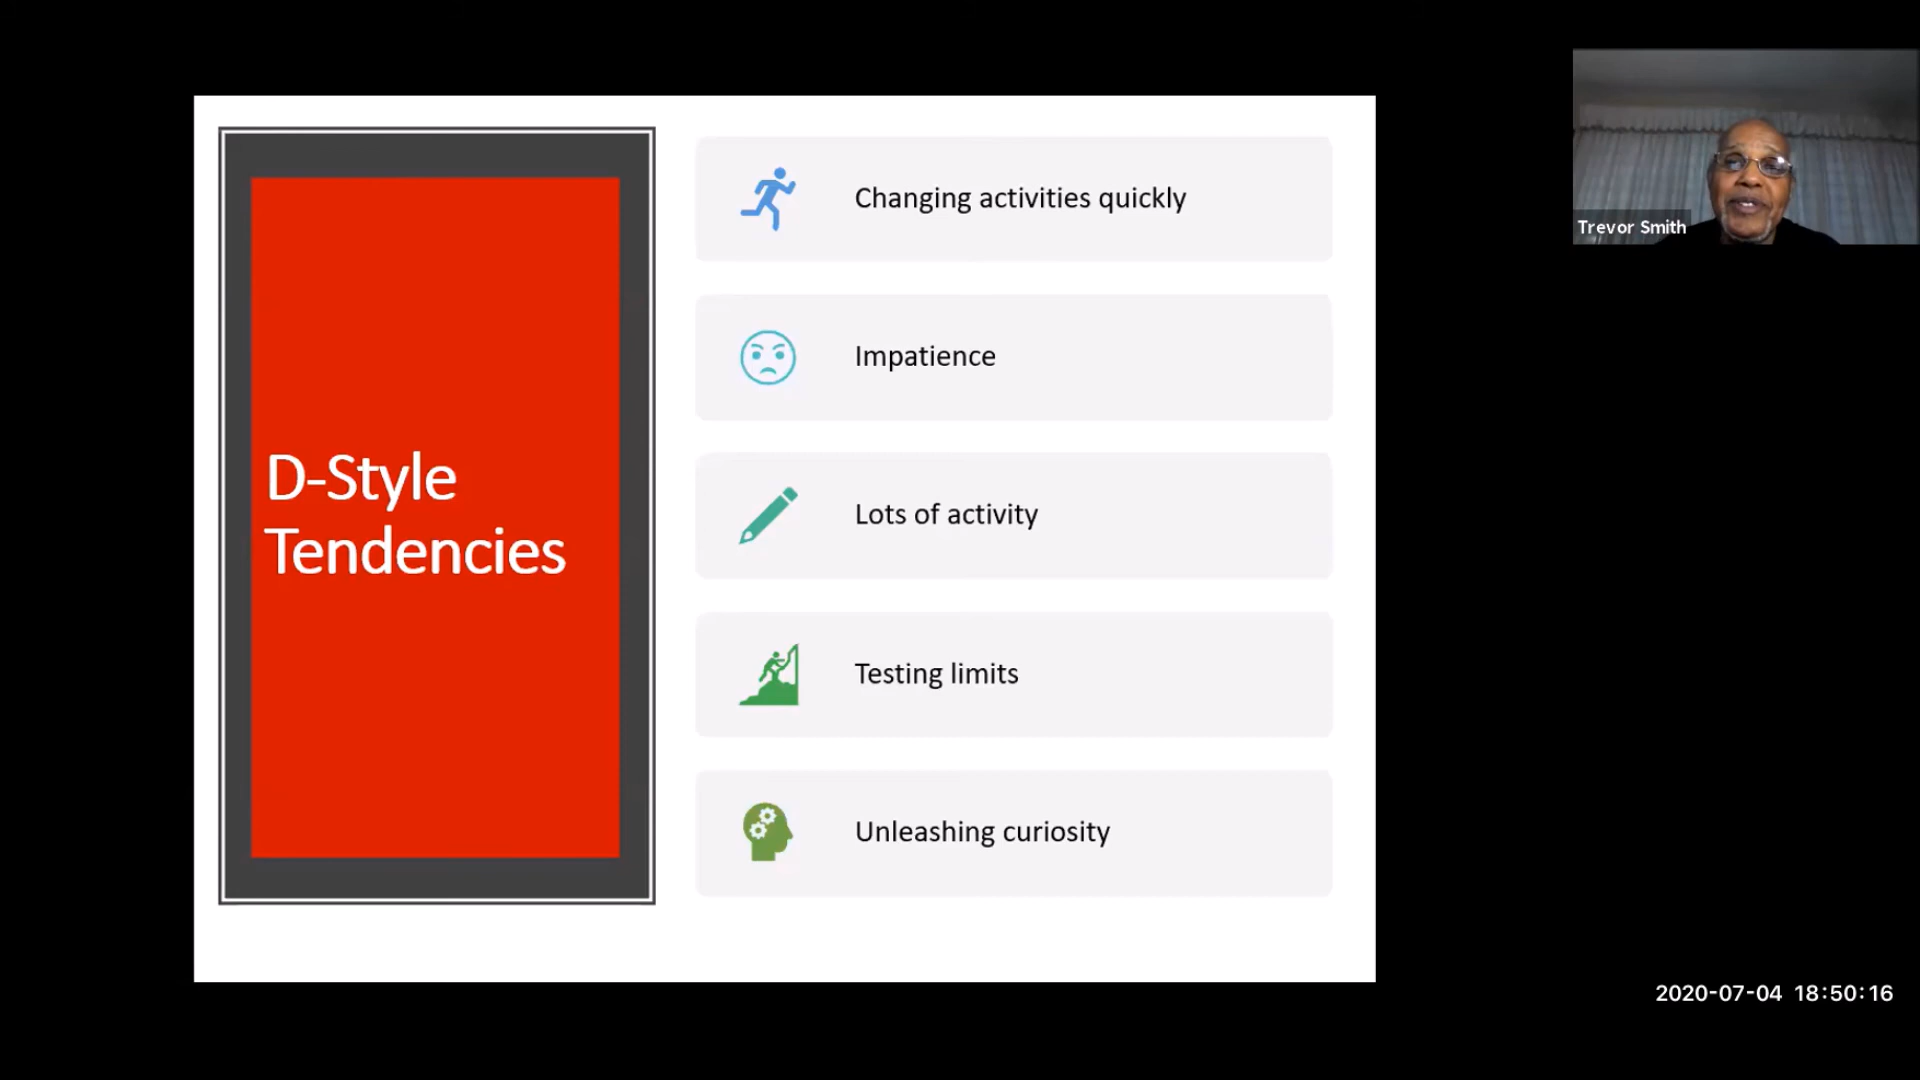 D-Style
Tendencies
Changing activities quickly
Impatience
Lots of activity
Testing limits
Unleashing curiosity
Trevor Smith
2020-07-04 18:50:16